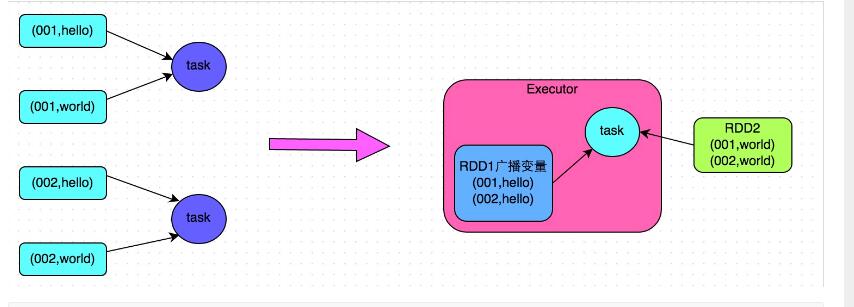 (001,hello)
(001,world)
task
(002,hello)
(002,world)
task
Executor
task
RDD1广播变量
(001,hello)
(002,hello)
RDD2
(001,world)
(002,world)